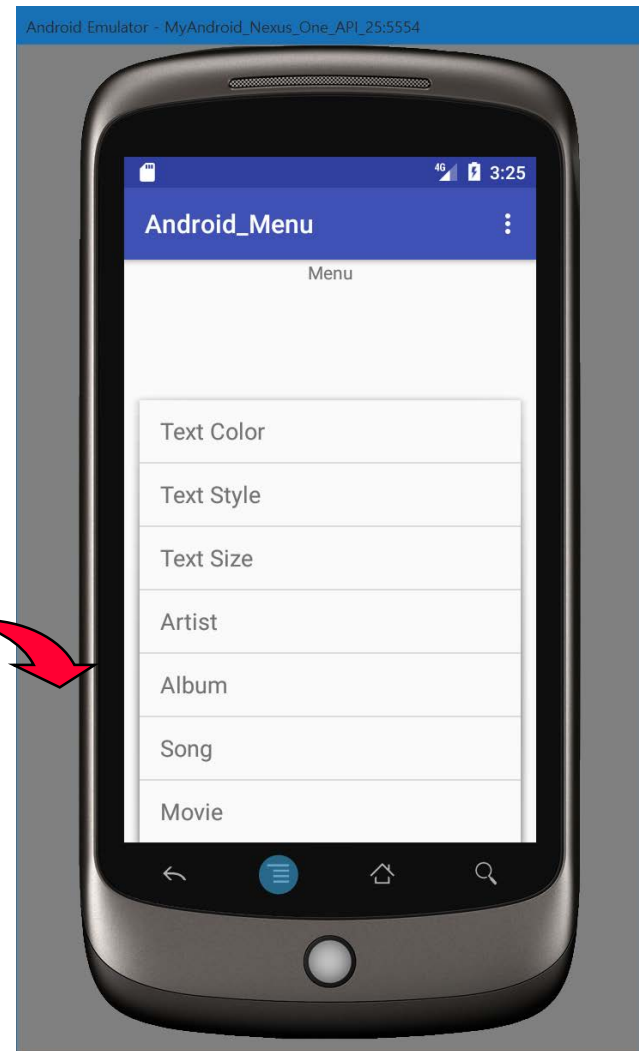 Android Emulator - MyAndroid_Nexus_One_API_25:5554
4G 3:25
Android_Menu
Menu
Text Color
Text Style
Text Size
Artist
Album
Song
Movie